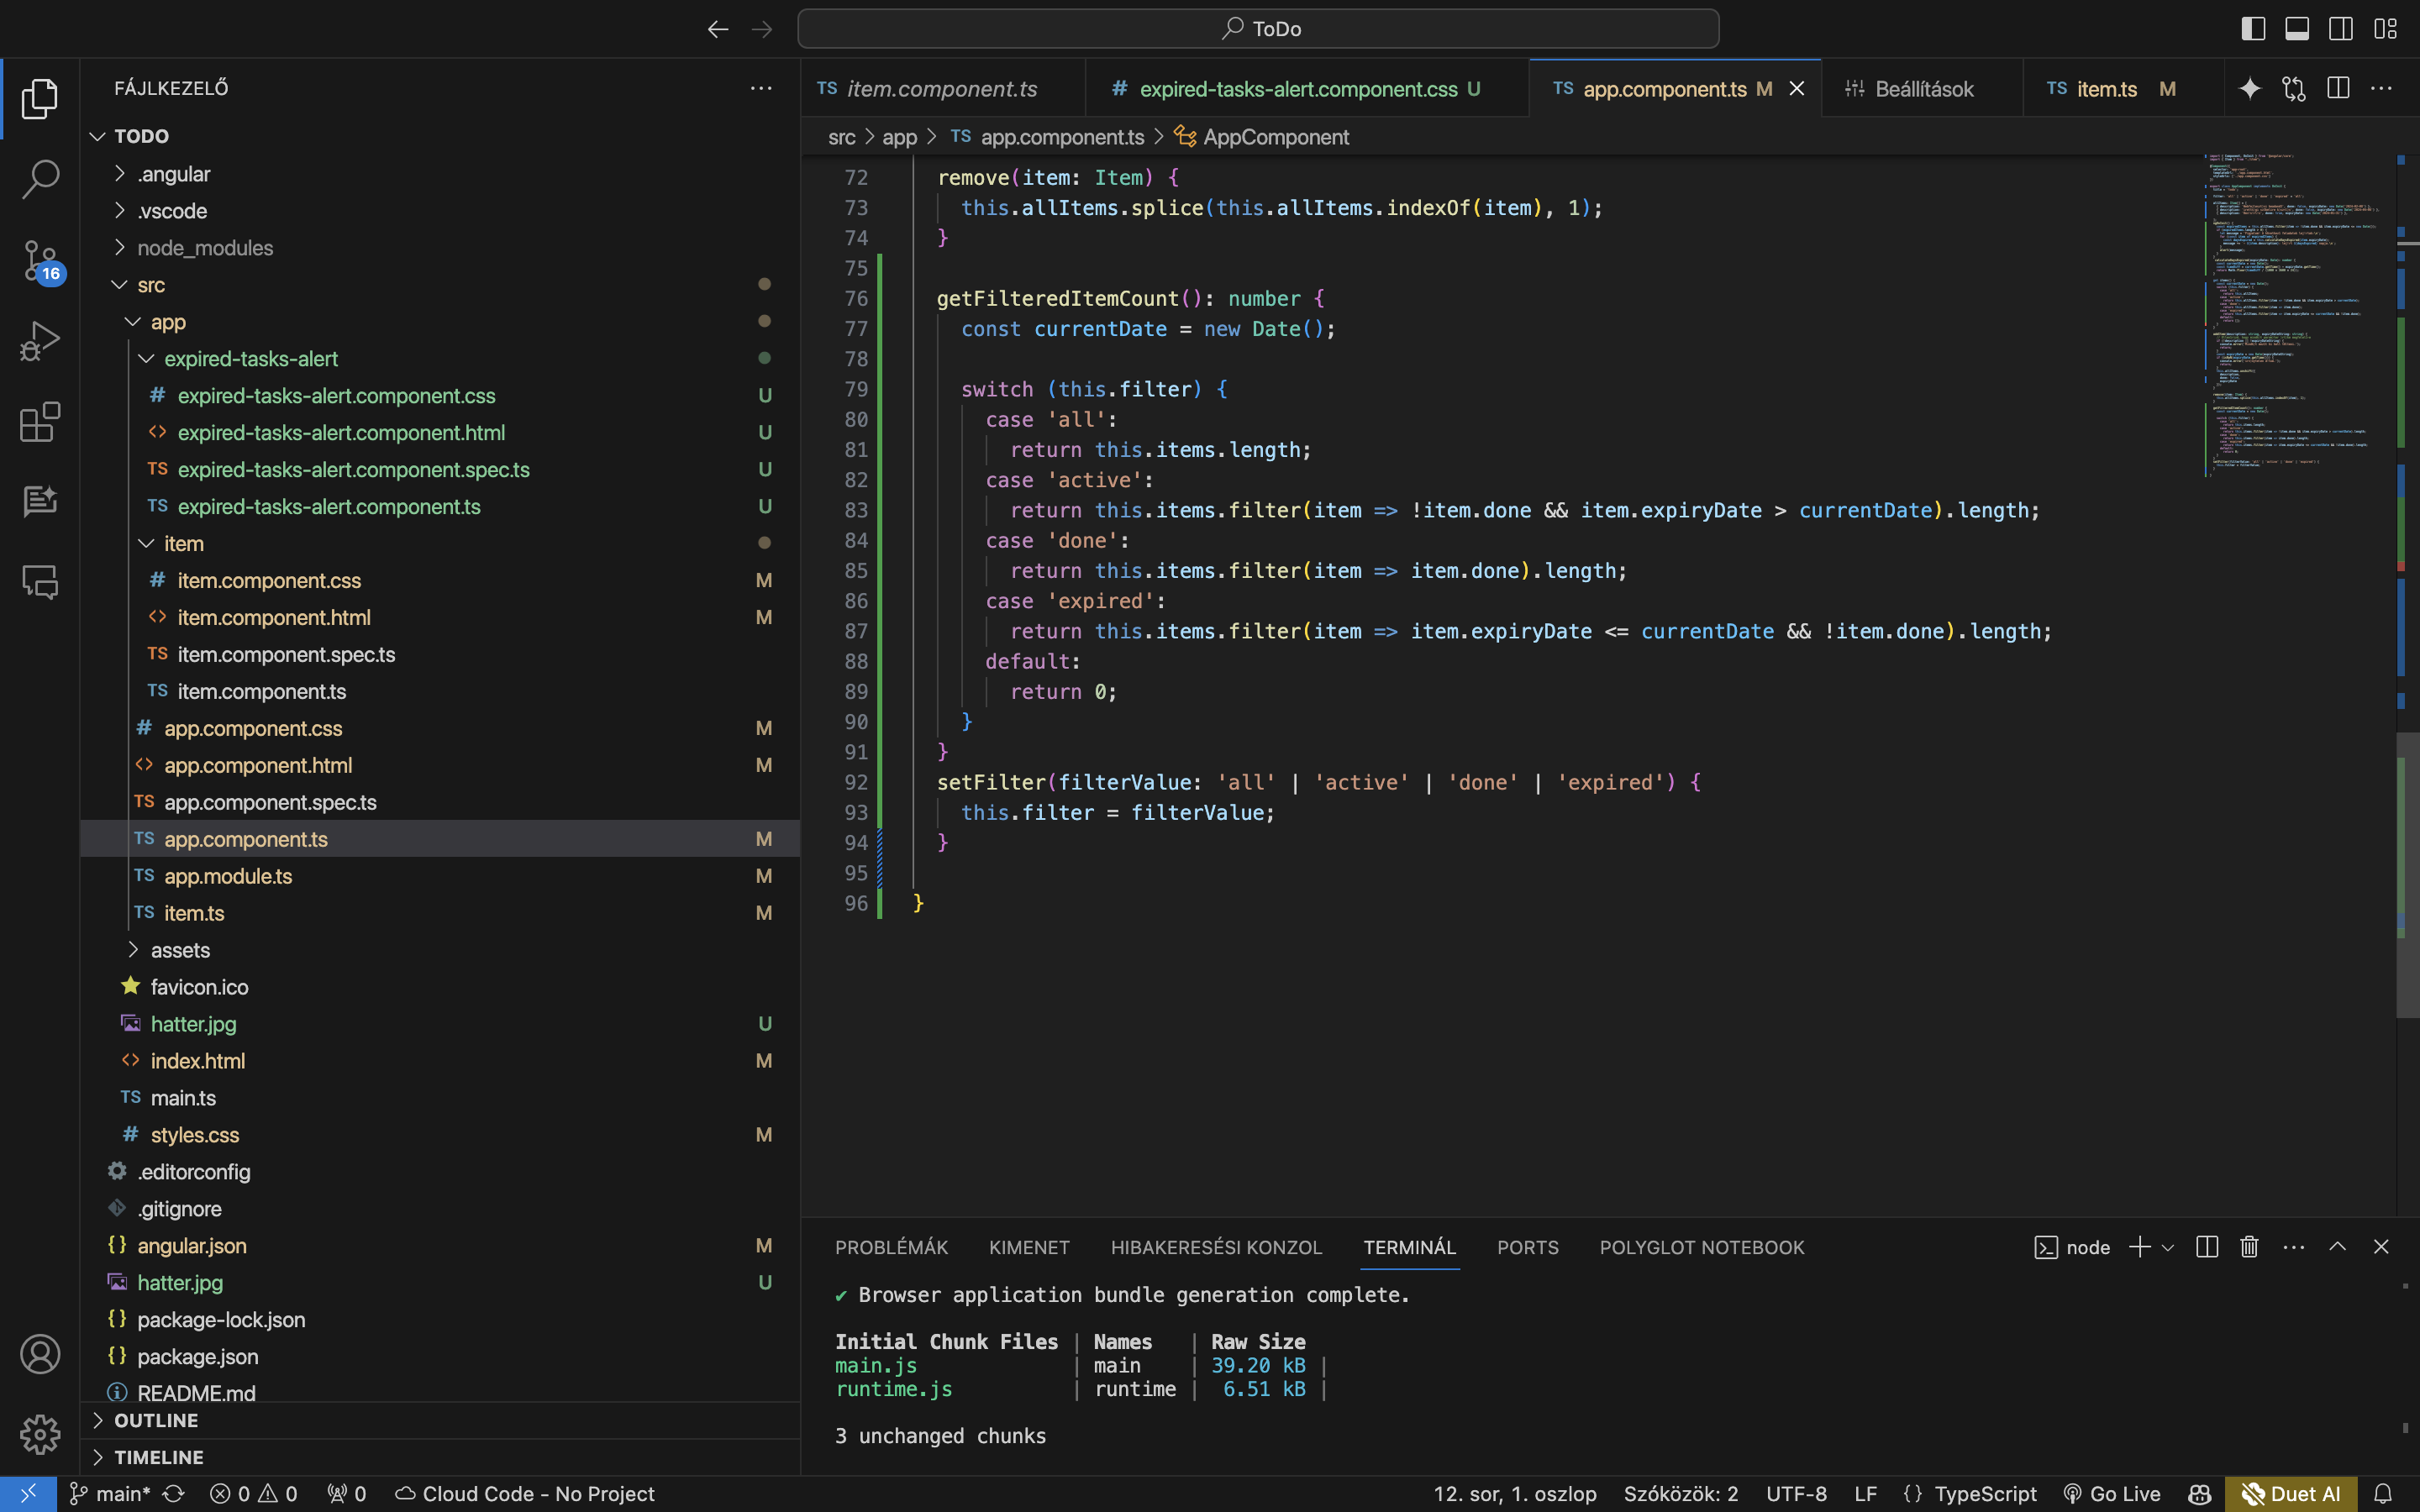 ToDo
FÁJLKEZELŐ
TODO
.angular
.vscode
node_modules
src
app
expired-tasks-alert
# expired-tasks-alert.component.css U
<> expired-tasks-alert.component.html U
TS expired-tasks-alert.component.spec.ts U
TS expired-tasks-alert.component.ts U
item
# item.component.css M
<> item.component.html M
TS item.component.spec.ts
TS item.component.ts
# app.component.css M
<> app.component.html M
TS app.component.spec.ts
TS app.component.ts M
TS app.module.ts M
TS item.ts M
assets
favicon.ico
hatter.jpg U
<> index.html M
TS main.ts
# styles.css M
.editorconfig
.gitignore
{} angular.json M
hatter.jpg U
{} package-lock.json
{} package.json
README.md
OUTLINE
TIMELINE
16
TS item.component.ts # expired-tasks-alert.component.css U TS app.component.ts M Beállítások TS item.ts M
src > app > TS app.component.ts > AppComponent
72 remove(item: Item) {
73 this.allItems.splice(this.allItems.indexOf(item), 1);
74 }
75
76 getFilteredItemCount(): number {
77 const currentDate = new Date();
78
79 switch (this.filter) {
80 case 'all':
81 return this.items.length;
82 case 'active':
83 return this.items.filter(item => !item.done && item.expiryDate > currentDate).length;
84 case 'done':
85 return this.items.filter(item => item.done).length;
86 case 'expired':
87 return this.items.filter(item => item.expiryDate <= currentDate && !item.done).length;
88 default:
89 return 0;
90 }
91 }
92 setFilter(filterValue: 'all' | 'active' | 'done' | 'expired') {
93 this.filter = filterValue;
94 }
95
96 }
PROBLÉMÁK KIMENET HIBAKERESÉSI KONZOL TERMINÁL PORTS POLYGLOT NOTEBOOK node
✔ Browser application bundle generation complete.
Initial Chunk Files | Names | Raw Size
main.js | main | 39.20 kB |
runtime.js | runtime | 6.51 kB |
3 unchanged chunks
main* 0 0 0 Cloud Code - No Project 12. sor, 1. oszlop Szóközök: 2 UTF-8 LF {} TypeScript Go Live Duet AI